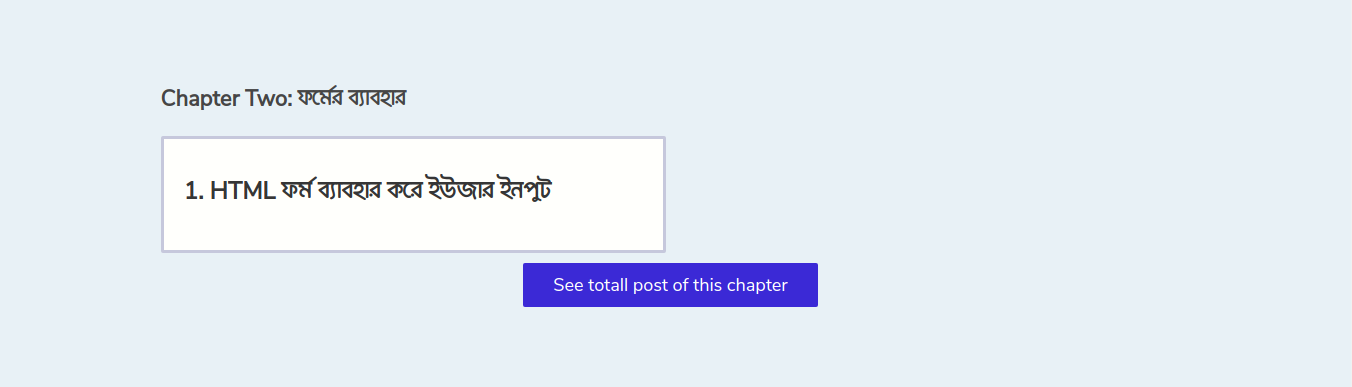 Chapter Two: ফর্মের ব্যাবহার
1. HTML ফর্ম ব্যাবহার করে ইউজার ইনপুট
See totall post of this chapter